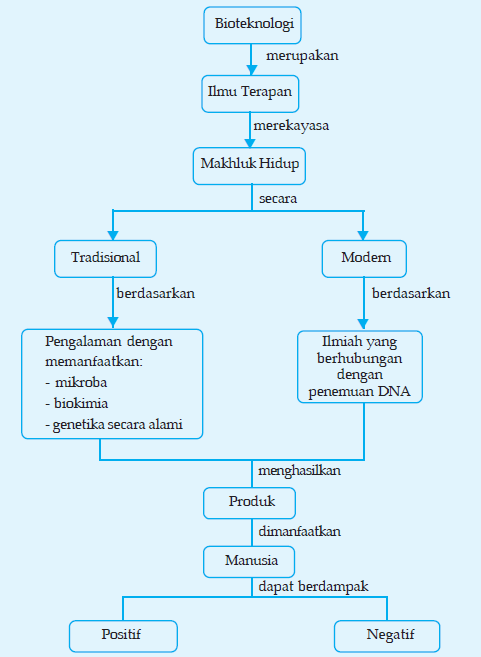 Bioteknologi
merupakan
Ilmu Terapan
merekayasa
Makhluk Hidup
secara
Tradisional
Modern
berdasarkan
berdasarkan
Pengalaman dengan
memanfaatkan:
- mikroba
- biokimia
- genetika secara alami
Ilmiah yang
berhubungan
dengan
penemuan DNA
menghasilkan
Produk
dimanfaatkan
Manusia
dapat berdampak
Positif
Negatif